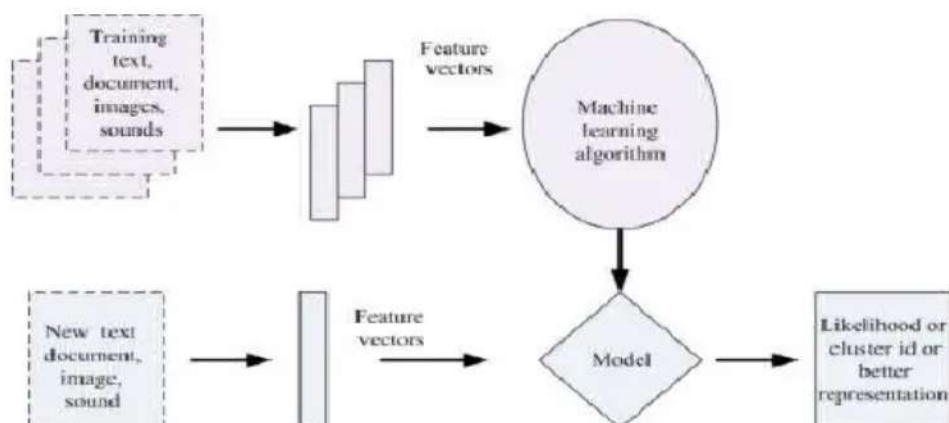 Training
text,
document,
images,
sounds
Feature
vectors
Machine
learning
algorithm
New text
document,
image,
sound
Feature
vectors
Model
Likelihood or
cluster id or
better
representation